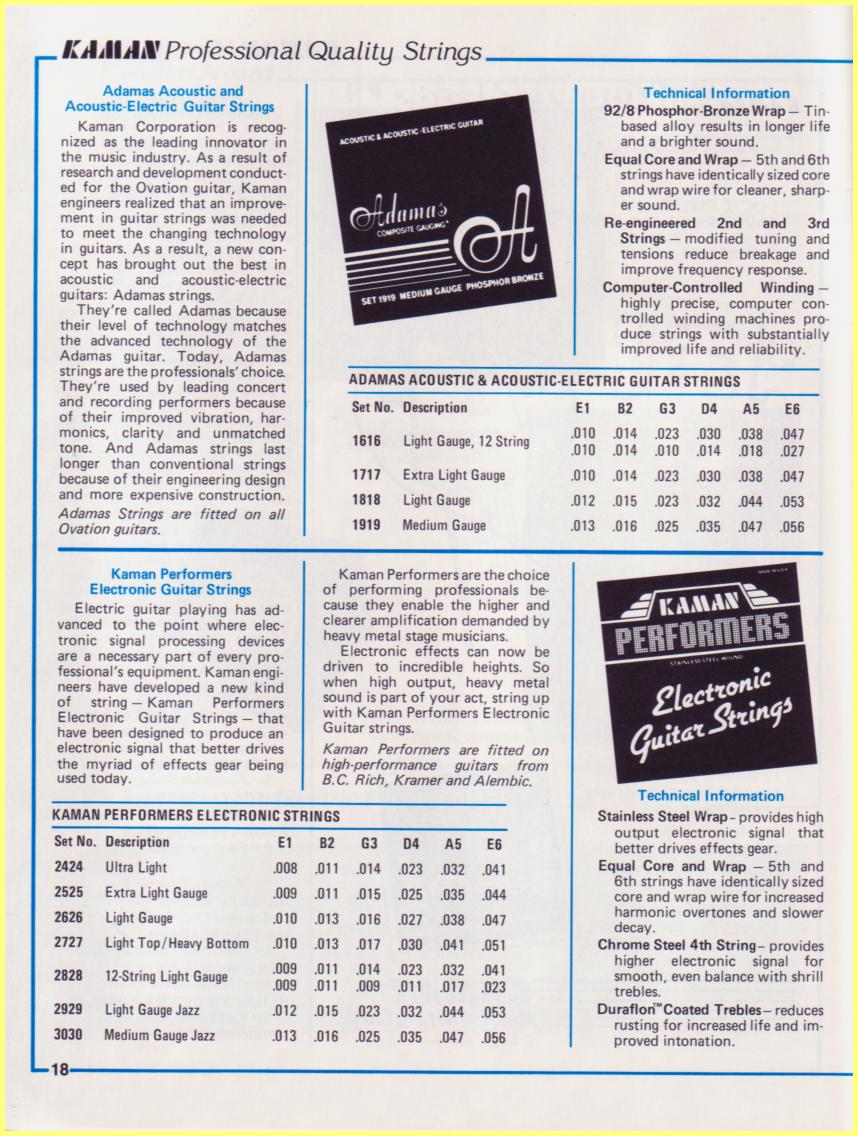 KAMAN Professional Quality Strings
Adamas Acoustic and
Acoustic-Electric Guitar Strings
Kaman Corporation is recog-
nized as the leading innovator in
the music industry. As a result of
research and development conduct-
ed for the Ovation guitar, Kaman
engineers realized that an improve-
ment in guitar strings was needed
to meet the changing technology
in guitars. As a result, a new con-
cept has brought out the best in
acoustic and acoustic-electric
guitars: Adamas strings.
They're called Adamas because
their level of technology matches
the advanced technology of the
Adamas guitar. Today, Adamas
strings are the professionals' choice.
They're used by leading concert
and recording performers because
of their improved vibration, har-
monics, clarity and unmatched
tone. And Adamas strings last
longer than conventional strings
because of their engineering design
and more expensive construction.
Adamas Strings are fitted on all
Ovation guitars.
ACOUSTIC & ACOUSTIC-ELECTRIC GUITAR
Adamas
COMPOSITE GAUGING
A
SET 1919 MEDIUM GAUGE PHOSPHOR BRONZE
Technical Information
92/8 Phosphor-Bronze Wrap — Tin-
based alloy results in longer life
and a brighter sound.
Equal Core and Wrap — 5th and 6th
strings have identically sized core
and wrap wire for cleaner, sharp-
er sound.
Re-engineered 2nd and 3rd
Strings — modified tuning and
tensions reduce breakage and
improve frequency response.
Computer-Controlled Winding —
highly precise, computer con-
trolled winding machines pro-
duce strings with substantially
improved life and reliability.
ADAMAS ACOUSTIC & ACOUSTIC-ELECTRIC GUITAR STRINGS
Set No. Description E1 B2 G3 D4 A5 E6
1616 Light Gauge, 12 String .010 .014 .023 .030 .038 .047
.010 .014 .010 .014 .018 .027
1717 Extra Light Gauge .010 .014 .023 .030 .038 .047
1818 Light Gauge .012 .015 .023 .032 .044 .053
1919 Medium Gauge .013 .016 .025 .035 .047 .056
Kaman Performers
Electronic Guitar Strings
Electric guitar playing has ad-
vanced to the point where elec-
tronic signal processing devices
are a necessary part of every pro-
fessional's equipment. Kaman engi-
neers have developed a new kind
of string — Kaman Performers
Electronic Guitar Strings — that
have been designed to produce an
electronic signal that better drives
the myriad of effects gear being
used today.
Kaman Performers are the choice
of performing professionals be-
cause they enable the higher and
clearer amplification demanded by
heavy metal stage musicians.
Electronic effects can now be
driven to incredible heights. So
when high output, heavy metal
sound is part of your act, string up
with Kaman Performers Electronic
Guitar strings.
Kaman Performers are fitted on
high-performance guitars from
B.C. Rich, Kramer and Alembic.
MADE IN U.S.A.
KAMAN
PERFORMERS
STAINLESS STEEL WOUND
Electronic
Guitar Strings
Technical Information
Stainless Steel Wrap – provides high
output electronic signal that
better drives effects gear.
Equal Core and Wrap — 5th and
6th strings have identically sized
core and wrap wire for increased
harmonic overtones and slower
decay.
Chrome Steel 4th String – provides
higher electronic signal for
smooth, even balance with shrill
trebles.
Duraflon™ Coated Trebles – reduces
rusting for increased life and im-
proved intonation.
KAMAN PERFORMERS ELECTRONIC STRINGS
Set No. Description E1 B2 G3 D4 A5 E6
2424 Ultra Light .008 .011 .014 .023 .032 .041
2525 Extra Light Gauge .009 .011 .015 .025 .035 .044
2626 Light Gauge .010 .013 .016 .027 .038 .047
2727 Light Top/Heavy Bottom .010 .013 .017 .030 .041 .051
2828 12-String Light Gauge .009 .011 .014 .023 .032 .041
.009 .011 .009 .011 .017 .023
2929 Light Gauge Jazz .012 .015 .023 .032 .044 .053
3030 Medium Gauge Jazz .013 .016 .025 .035 .047 .056
18